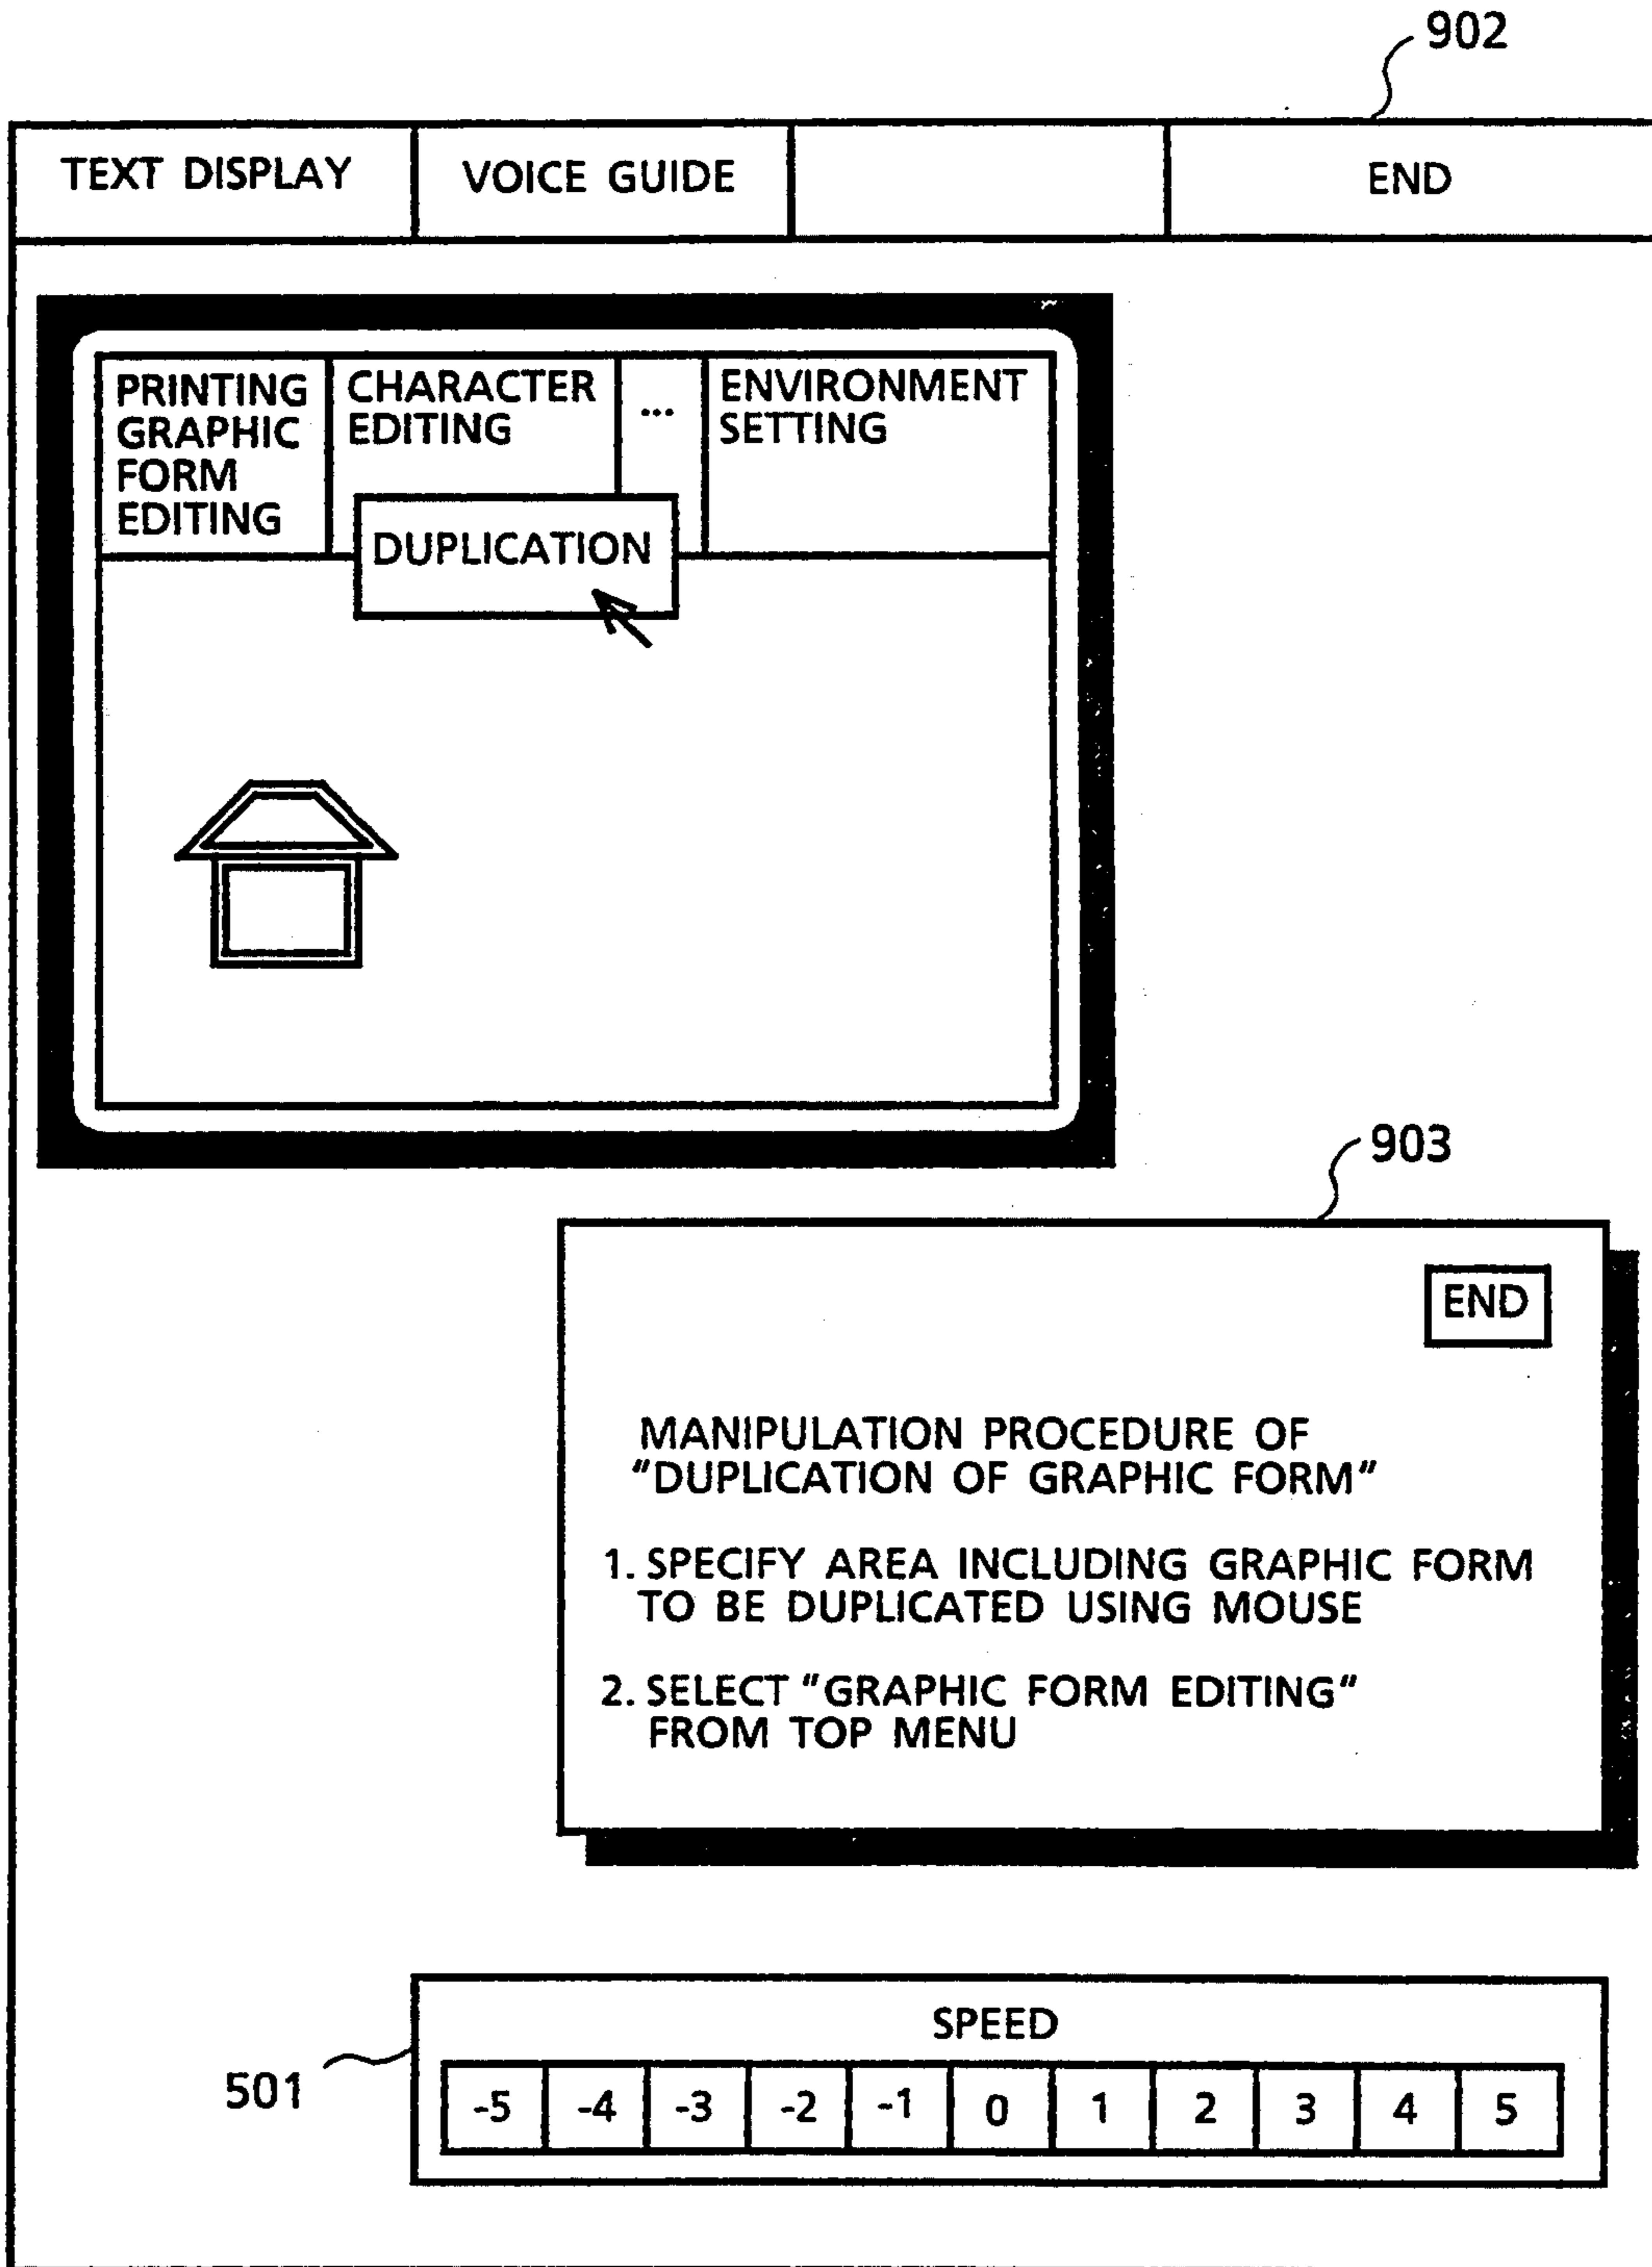 902
TEXT DISPLAY
VOICE GUIDE
END
PRINTING
GRAPHIC
FORM
EDITING
CHARACTER
EDITING
...
ENVIRONMENT
SETTING
DUPLICATION
903
END
MANIPULATION PROCEDURE OF
"DUPLICATION OF GRAPHIC FORM"
1. SPECIFY AREA INCLUDING GRAPHIC FORM
TO BE DUPLICATED USING MOUSE
2. SELECT "GRAPHIC FORM EDITING"
FROM TOP MENU
SPEED
501
-5 -4 -3 -2 -1 0 1 2 3 4 5